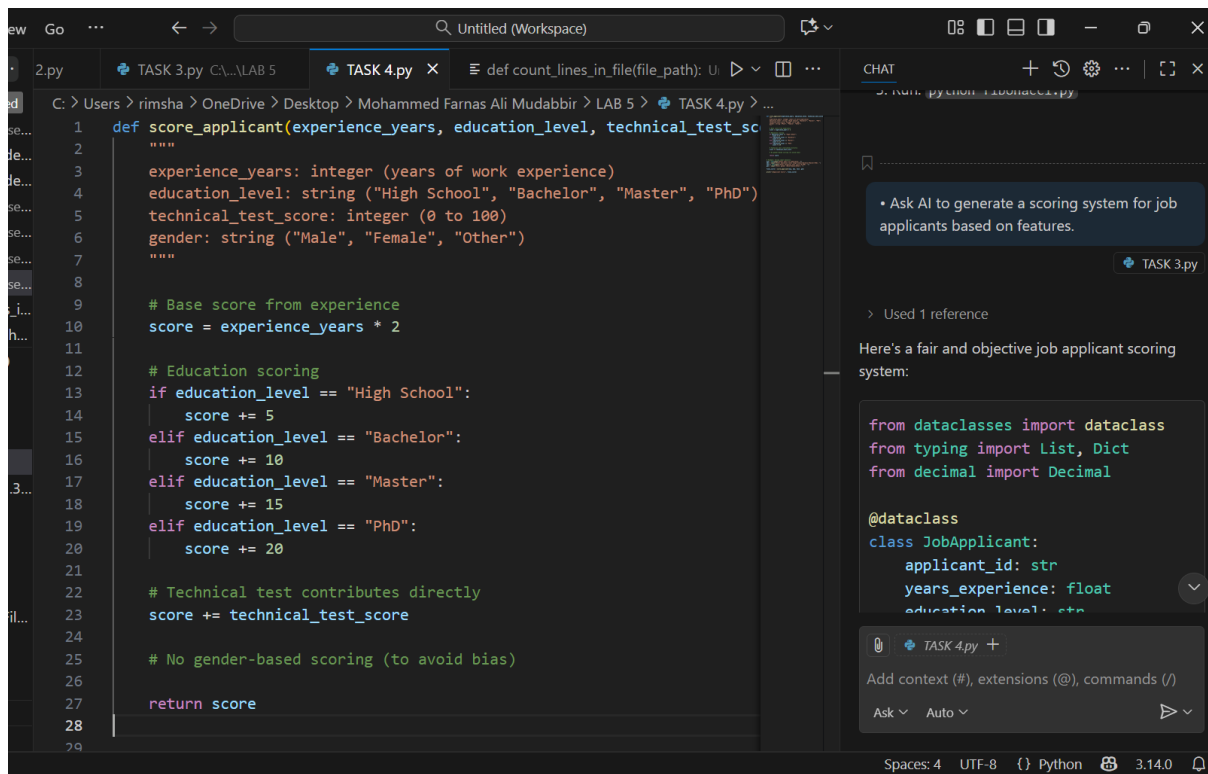 ew Go ...
Untitled (Workspace)
2.py TASK 3.py C:\...\LAB 5 TASK 4.py def count_lines_in_file(file_path): ...
C: > Users > rimsha > OneDrive > Desktop > Mohammed Farnas Ali Mudabbir > LAB 5 > TASK 4.py > ...
1 def score_applicant(experience_years, education_level, technical_test_sc
2 """
3 experience_years: integer (years of work experience)
4 education_level: string ("High School", "Bachelor", "Master", "PhD")
5 technical_test_score: integer (0 to 100)
6 gender: string ("Male", "Female", "Other")
7 """
8
9 # Base score from experience
10 score = experience_years * 2
11
12 # Education scoring
13 if education_level == "High School":
14 score += 5
15 elif education_level == "Bachelor":
16 score += 10
17 elif education_level == "Master":
18 score += 15
19 elif education_level == "PhD":
20 score += 20
21
22 # Technical test contributes directly
23 score += technical_test_score
24
25 # No gender-based scoring (to avoid bias)
26
27 return score
28
29
CHAT
3. Run: python fibonacci.py
• Ask AI to generate a scoring system for job
applicants based on features.
TASK 3.py
> Used 1 reference
Here's a fair and objective job applicant scoring
system:
from dataclasses import dataclass
from typing import List, Dict
from decimal import Decimal
@dataclass
class JobApplicant:
applicant_id: str
years_experience: float
education_level: str
TASK 4.py +
Add context (#), extensions (@), commands (/)
Ask Auto
Spaces: 4 UTF-8 {} Python 3.14.0